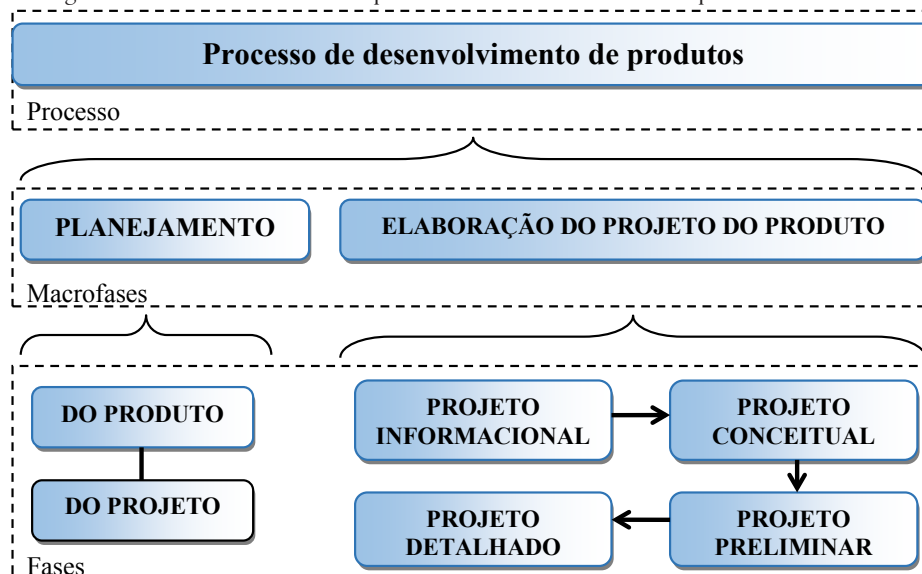 Processo de desenvolvimento de produtos
Processo
PLANEJAMENTO
ELABORAÇÃO DO PROJETO DO PRODUTO
Macrofases
DO PRODUTO
DO PROJETO
PROJETO
INFORMACIONAL
PROJETO
CONCEITUAL
PROJETO
DETALHADO
PROJETO
PRELIMINAR
Fases